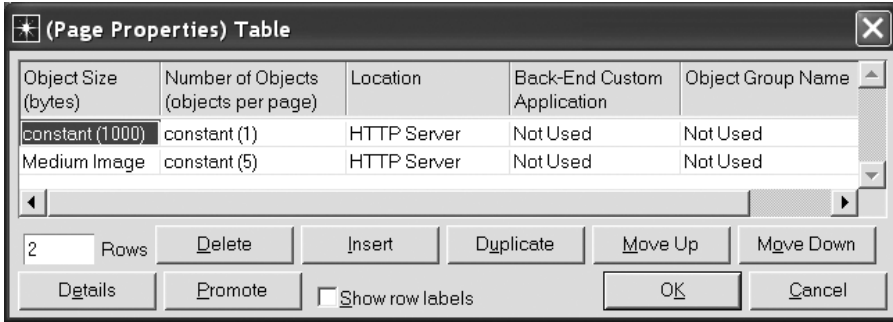 (Page Properties) Table
Object Size Number of Objects Location Back-End Custom Object Group Name
(bytes) (objects per page) Application
constant (1000) constant (1) HTTP Server Not Used Not Used
Medium Image constant (5) HTTP Server Not Used Not Used
2 Rows Delete Insert Duplicate Move Up Move Down
Details Promote Show row labels OK Cancel